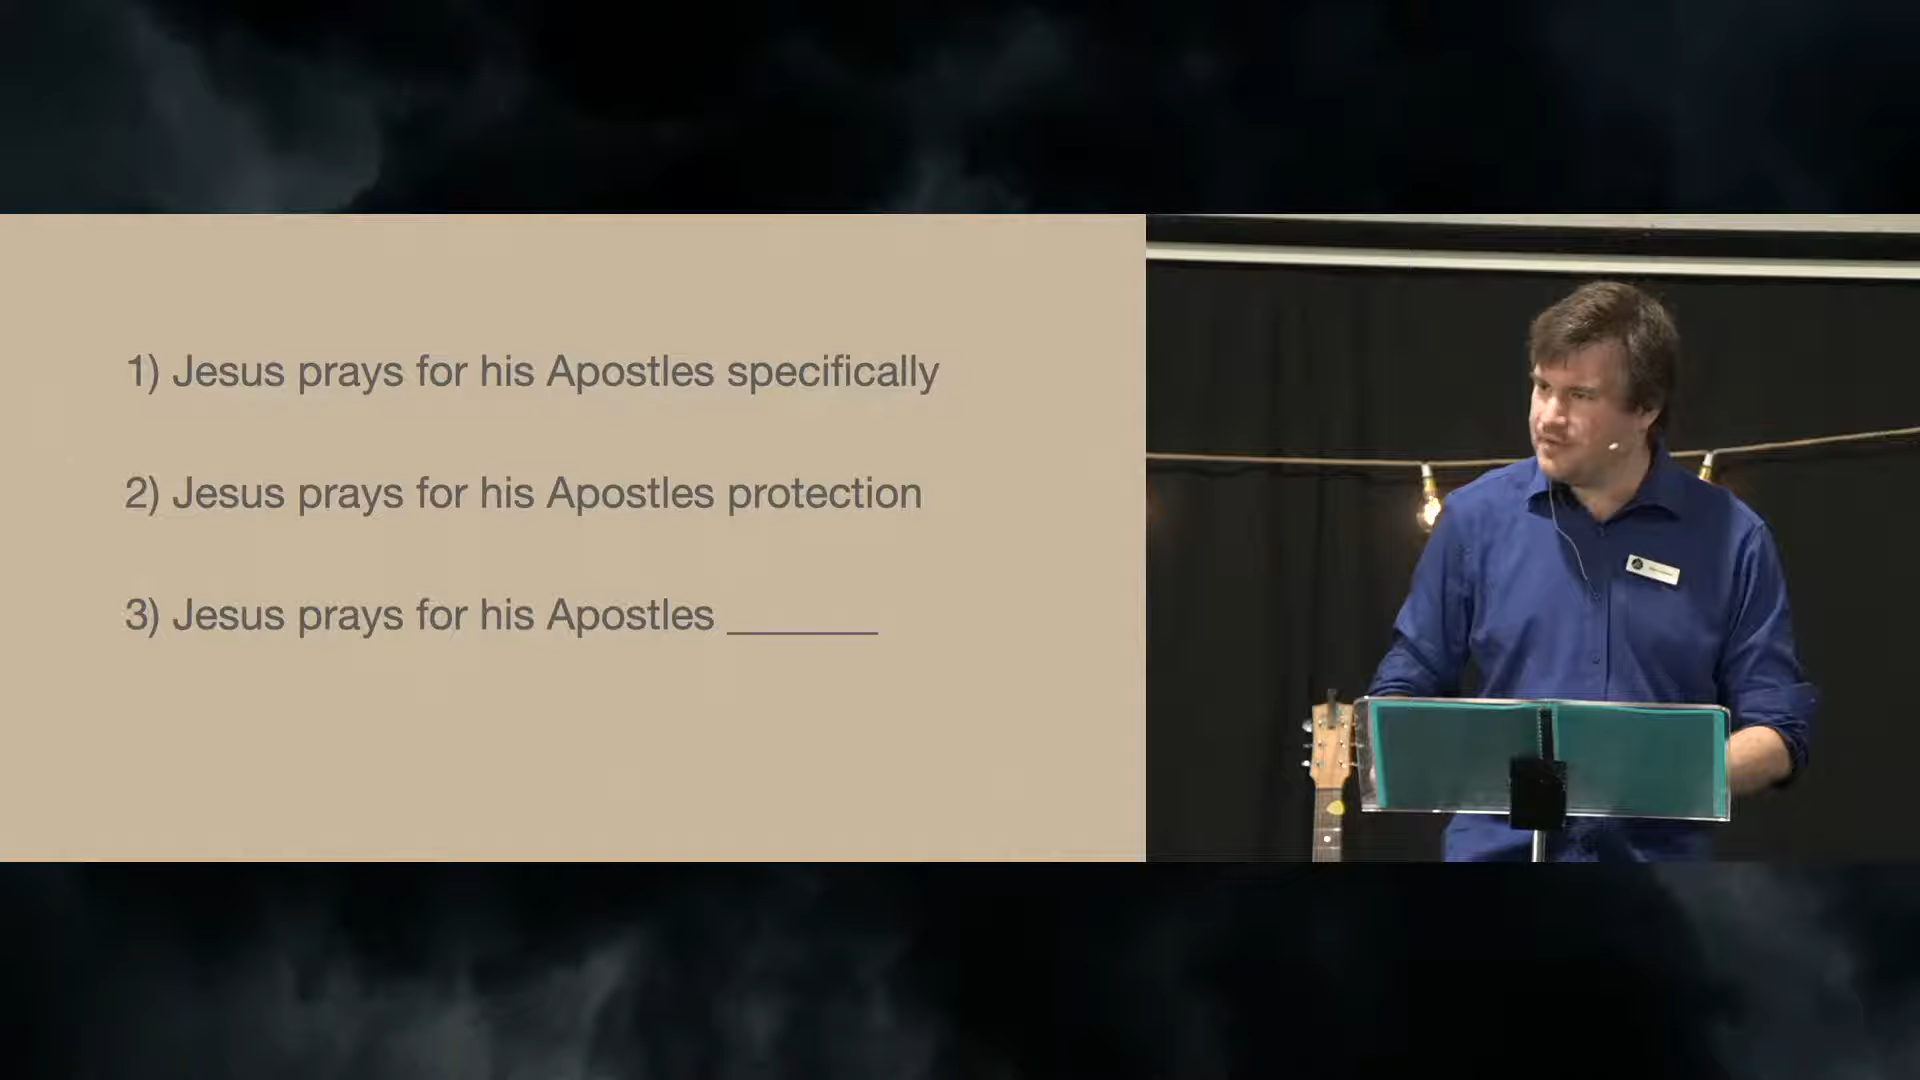 1) Jesus prays for his Apostles specifically
2) Jesus prays for his Apostles protection
3) Jesus prays for his Apostles ______